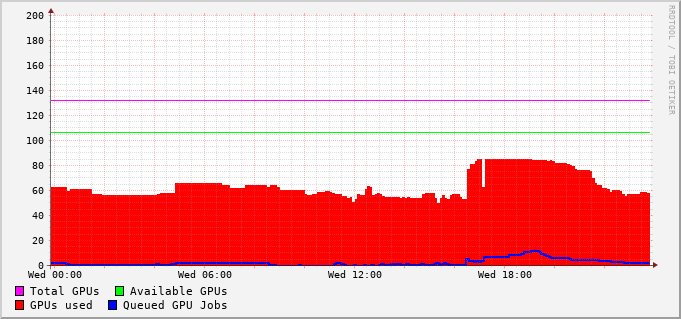 200
180
160
140
120
100
80
60
40
20
0
Wed 00:00 Wed 06:00 Wed 12:00 Wed 18:00
Total GPUs Available GPUs
GPUs used Queued GPU Jobs
RRDTOOL / TOBI OETIKER